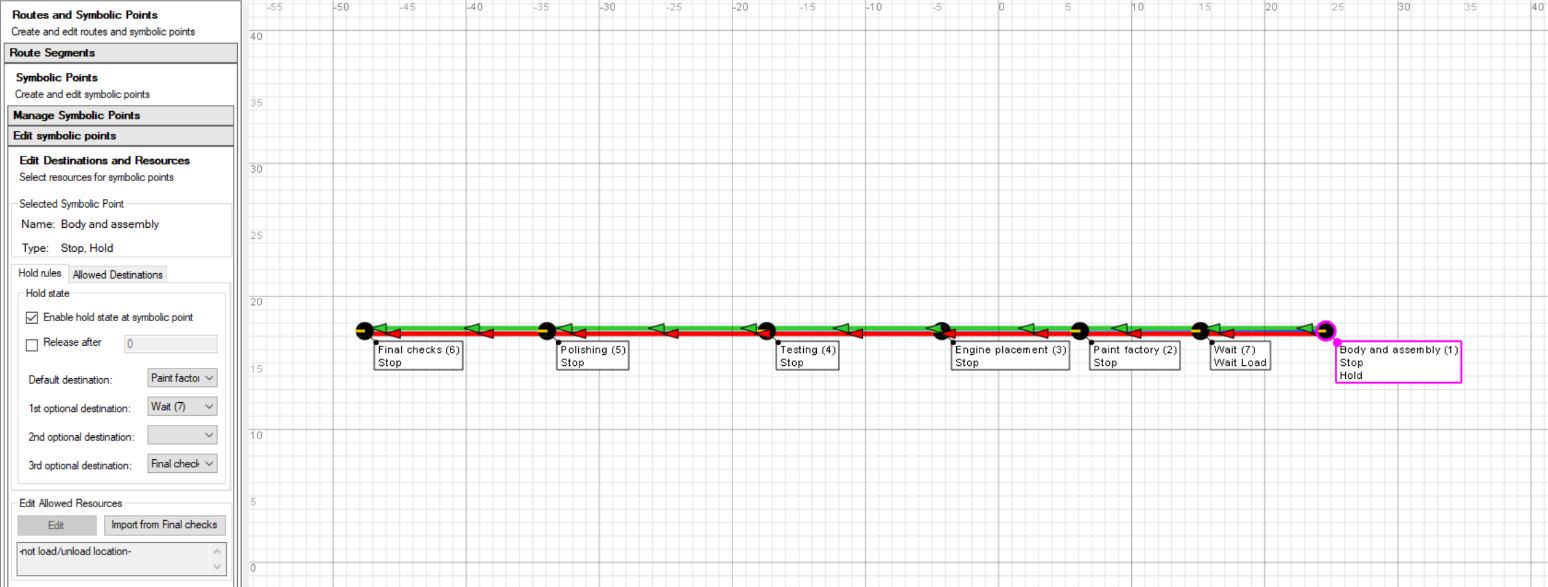 Routes and Symbolic Points
Create and edit routes and symbolic points
Route Segments
Symbolic Points
Create and edit symbolic points
Manage Symbolic Points
Edit symbolic points
Edit Destinations and Resources
Select resources for symbolic points
Selected Symbolic Point
Name: Body and assembly
Type: Stop, Hold
Hold rules Allowed Destinations
Hold state
Enable hold state at symbolic point
Release after 0
Default destination: Paint factor
1st optional destination: Wait (7)
2nd optional destination:
3rd optional destination: Final check
Edit Allowed Resources
Edit Import from Final checks
-not load/unload location-
-55 -50 -45 -40 -35 -30 -25 -20 -15 -10 -5 0 5 10 15 20 25 30 35 40
40
35
30
25
20
15
10
5
0
Final checks (6)
Stop
Polishing (5)
Stop
Testing (4)
Stop
Engine placement (3)
Stop
Paint factory (2)
Stop
Wait (7)
Wait Load
Body and assembly (1)
Stop
Hold